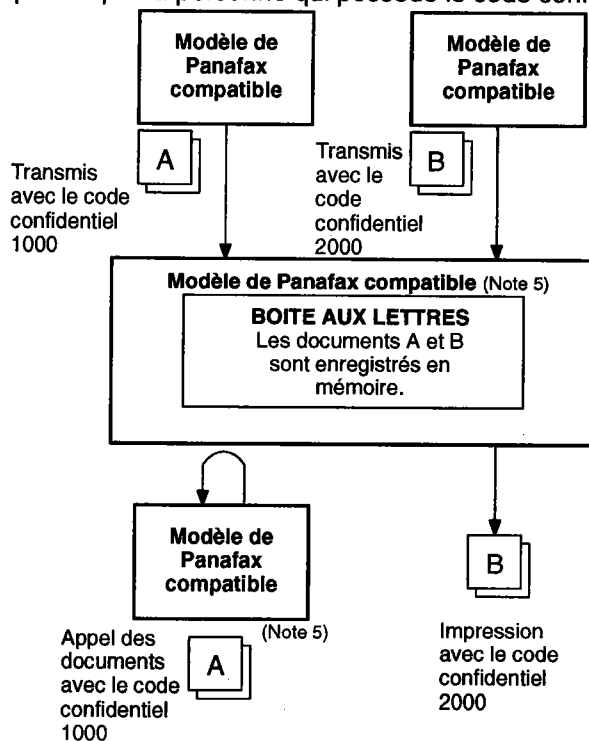 Modèle de
Panafax
compatible
Modèle de
Panafax
compatible
A
B
Transmis
avec le code
confidentiel
1000
Transmis
avec le
code
confidentiel
2000
Modèle de Panafax compatible (Note 5)
BOITE AUX LETTRES
Les documents A et B
sont enregistrés en
mémoire.
Modèle de
Panafax
compatible
(Note 5)
B
Appel des
documents
avec le code
confidentiel
1000
A
Impression
avec le code
confidentiel
2000